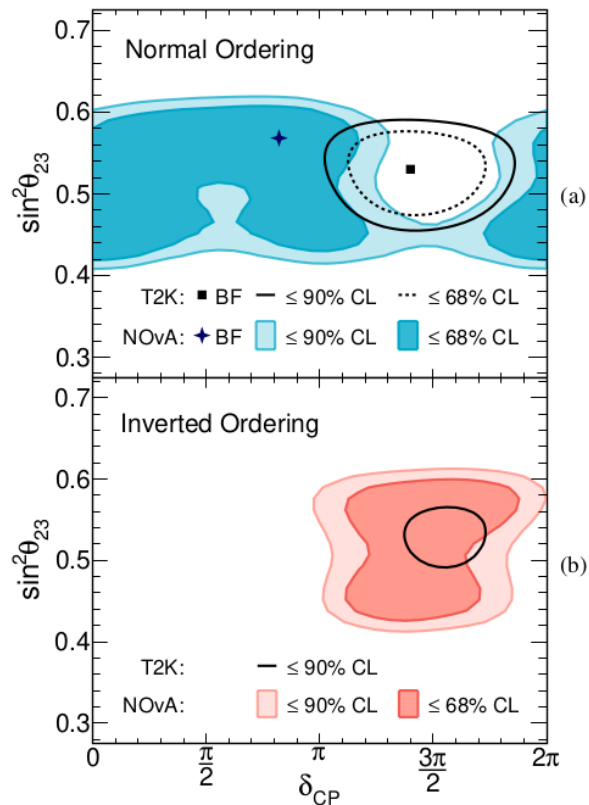 0.7
Normal Ordering
0.6
0.5
sin²θ₂₃
(a)
0.4
T2K: BF ≤ 90% CL ≤ 68% CL
NOvA: BF ≤ 90% CL ≤ 68% CL
0.3
0.7
Inverted Ordering
0.6
sin²θ₂₃
0.5
(b)
0.4
T2K: ≤ 90% CL
NOvA: ≤ 90% CL ≤ 68% CL
0.3
0 π/2 π 3π/2 2π
δCP